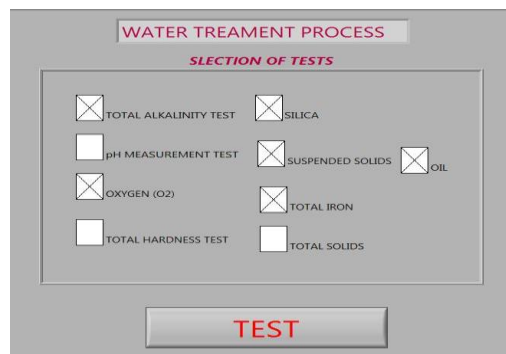 WATER TREAMENT PROCESS
SLECTION OF TESTS
TOTAL ALKALINITY TEST
SILICA
pH MEASUREMENT TEST
SUSPENDED SOLIDS
OIL
OXYGEN (O2)
TOTAL IRON
TOTAL HARDNESS TEST
TOTAL SOLIDS
TEST